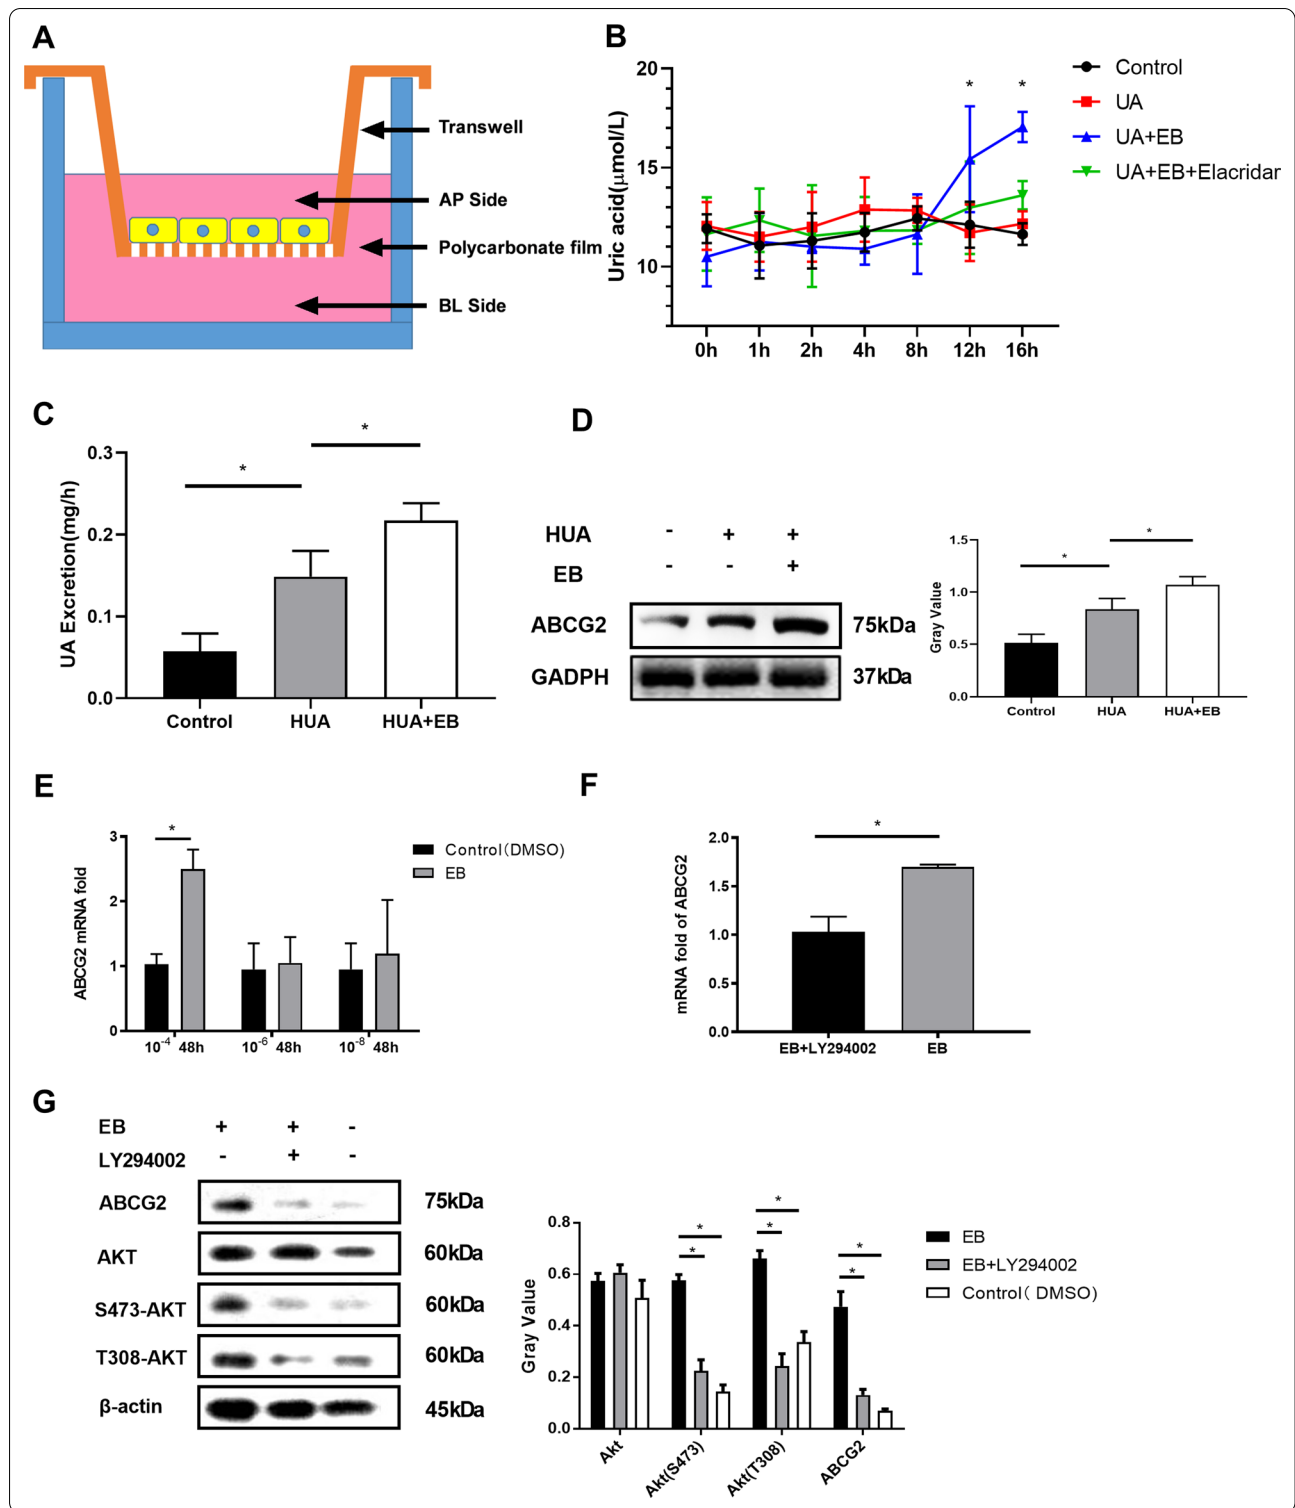 A
Transwell
AP Side
Polycarbonate film
BL Side
B
Uric acid(μmol/L)
20
15
10
0h 1h 2h 4h 8h 12h 16h
* *
Control
UA
UA+EB
UA+EB+Elacridar
C
UA Excretion(mg/h)
0.3
0.2
0.1
0.0
* *
Control HUA HUA+EB
D
HUA - + +
EB - - +
ABCG2 75kDa
GADPH 37kDa
Gray Value
1.5
1.0
0.5
0.0
* *
Control HUA HUA+EB
E
ABCG2 mRNA fold
3
2
1
0
*
10-4 48h 10-6 48h 10-8 48h
Control(DMSO)
EB
F
mRNA fold of ABCG2
2.0
1.5
1.0
0.5
0.0
*
EB+LY294002 EB
G
EB + + -
LY294002 - + -
ABCG2 75kDa
AKT 60kDa
S473-AKT 60kDa
T308-AKT 60kDa
β-actin 45kDa
Gray Value
0.8
0.6
0.4
0.2
0.0
* * * * * *
Akt Akt(S473) Akt(T308) ABCG2
EB
EB+LY294002
Control( DMSO)